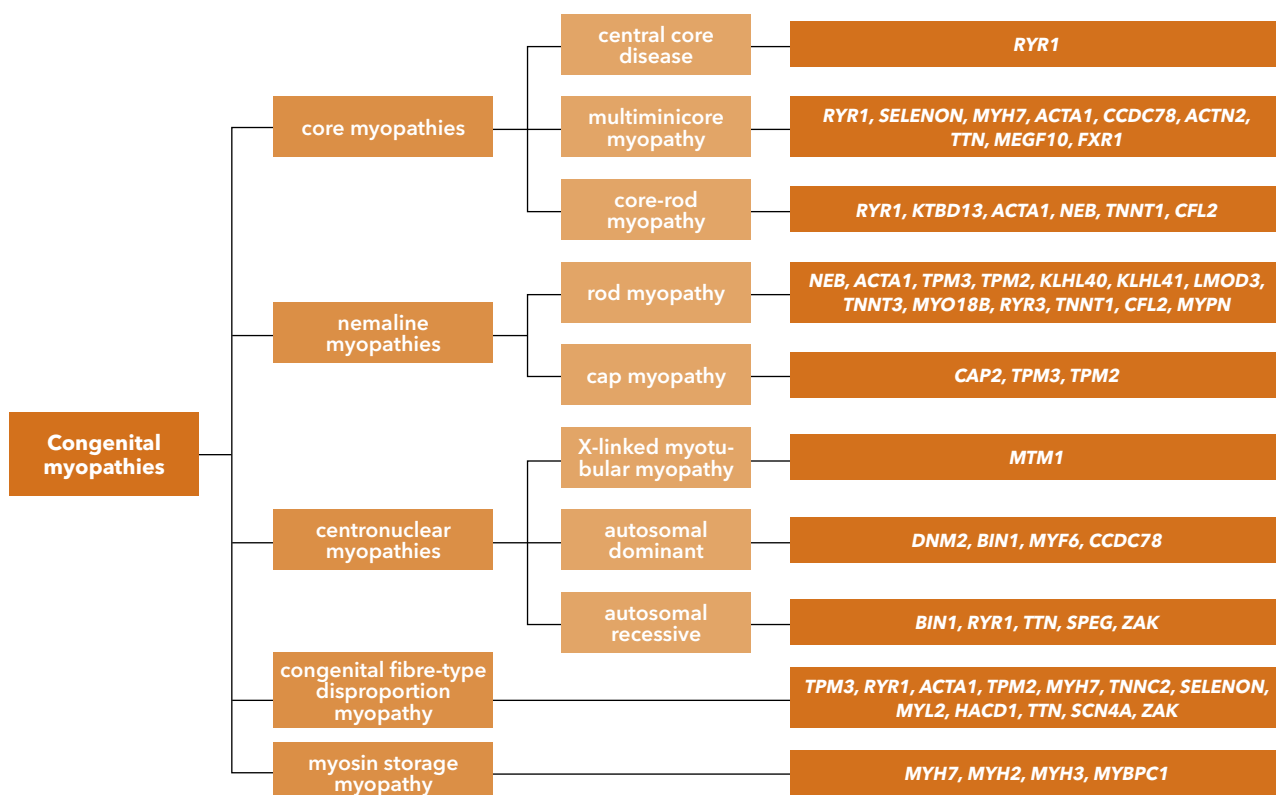 central core
disease
RYR1
core myopathies
multiminicore
myopathy
RYR1, SELENON, MYH7, ACTA1, CCDC78, ACTN2,
TTN, MEGF10, FXR1
core-rod
myopathy
RYR1, KTBD13, ACTA1, NEB, TNNT1, CFL2
nemaline
myopathies
rod myopathy
NEB, ACTA1, TPM3, TPM2, KLHL40, KLHL41, LMOD3,
TNNT3, MYO18B, RYR3, TNNT1, CFL2, MYPN
cap myopathy
CAP2, TPM3, TPM2
Congenital
myopathies
X-linked myotu-
bular myopathy
MTM1
centronuclear
myopathies
autosomal
dominant
DNM2, BIN1, MYF6, CCDC78
autosomal
recessive
BIN1, RYR1, TTN, SPEG, ZAK
congenital fibre-type
disproportion
myopathy
TPM3, RYR1, ACTA1, TPM2, MYH7, TNNC2, SELENON,
MYL2, HACD1, TTN, SCN4A, ZAK
myosin storage
myopathy
MYH7, MYH2, MYH3, MYBPC1